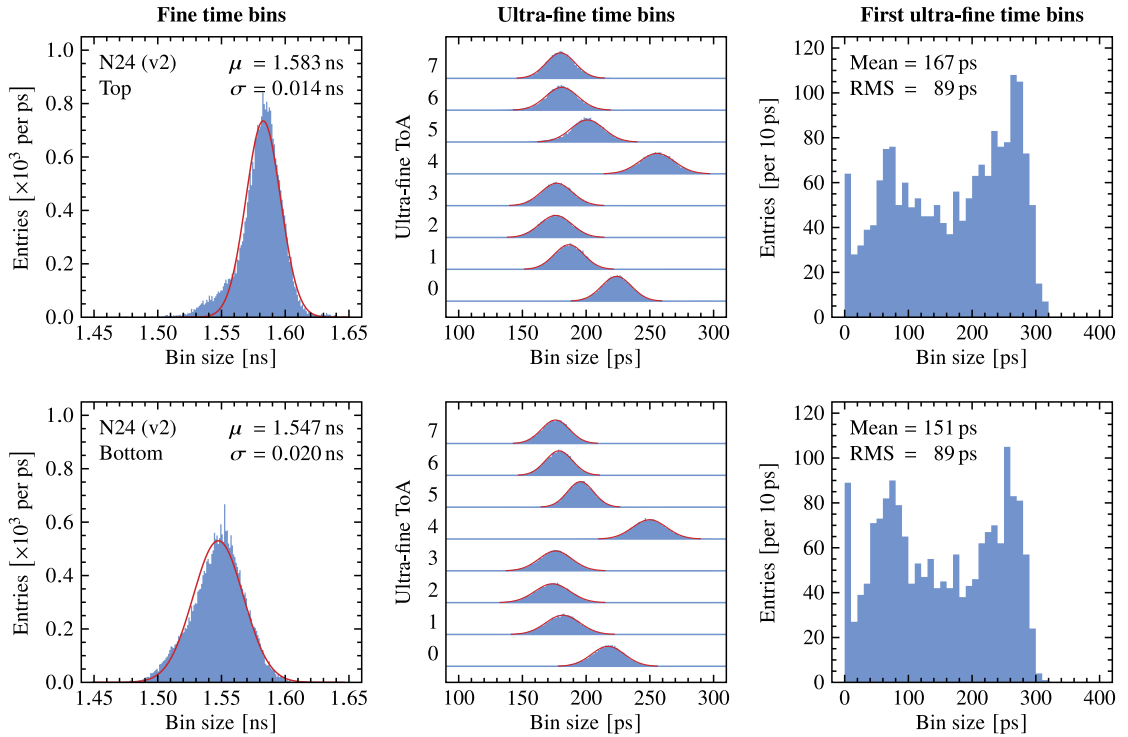 Fine time bins
Ultra-fine time bins
First ultra-fine time bins
Entries [×10³ per ps]
1.0
0.8
0.6
0.4
0.2
0.0
N24 (v2) μ = 1.583 ns
Top σ = 0.014 ns
1.45 1.50 1.55 1.60 1.65
Bin size [ns]
Ultra-fine ToA
7
6
5
4
3
2
1
0
100 150 200 250 300
Bin size [ps]
Entries [per 10 ps]
120
100
80
60
40
20
0
Mean = 167 ps
RMS = 89 ps
0 100 200 300 400
Bin size [ps]
Entries [×10³ per ps]
1.0
0.8
0.6
0.4
0.2
0.0
N24 (v2) μ = 1.547 ns
Bottom σ = 0.020 ns
1.45 1.50 1.55 1.60 1.65
Bin size [ns]
Ultra-fine ToA
7
6
5
4
3
2
1
0
100 150 200 250 300
Bin size [ps]
Entries [per 10 ps]
120
100
80
60
40
20
0
Mean = 151 ps
RMS = 89 ps
0 100 200 300 400
Bin size [ps]